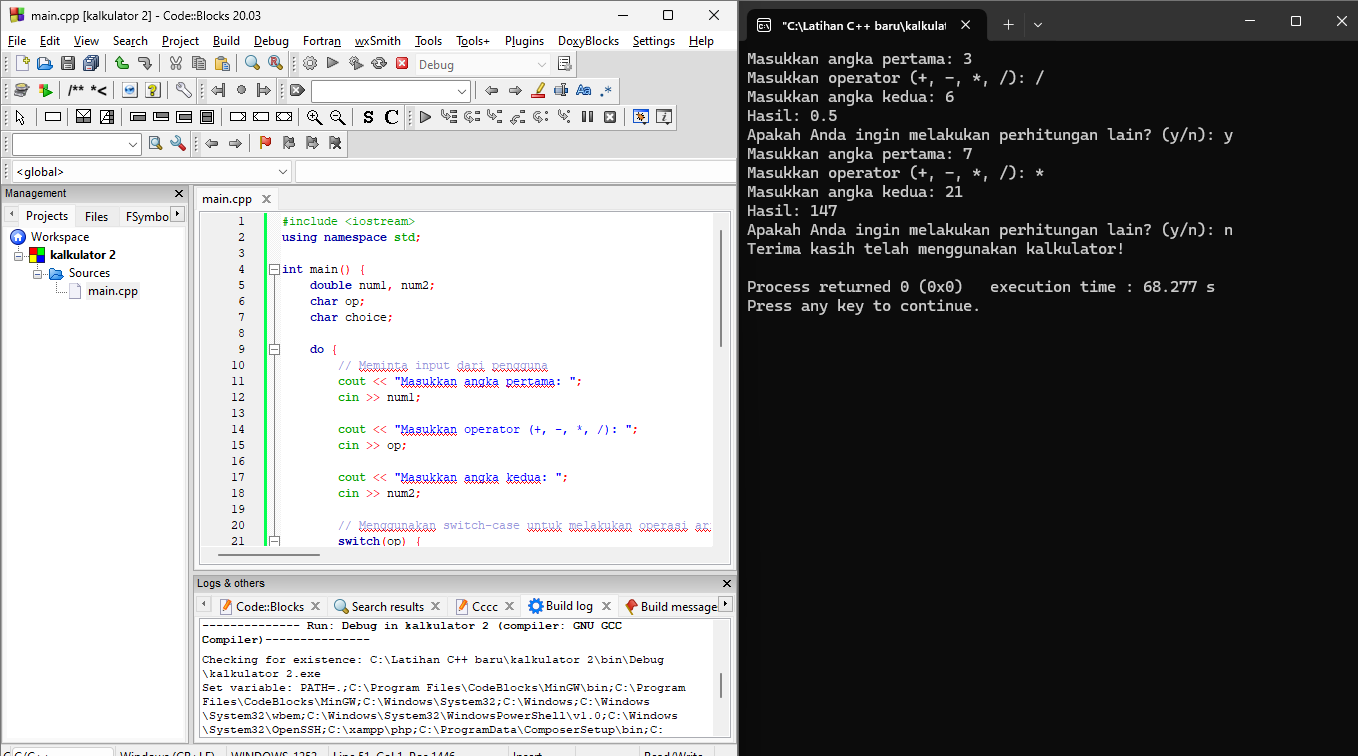 main.cpp [kalkulator 2] - Code::Blocks 20.03
File Edit View Search Project Build Debug Fortran wxSmith Tools Tools+ Plugins DoxyBlocks Settings Help
Debug
/** *<
Aa .*
S C
<global>
Management
Projects Files FSymbo
Workspace
kalkulator 2
Sources
main.cpp
main.cpp
1 #include <iostream>
2 using namespace std;
3
4 int main() {
5 double num1, num2;
6 char op;
7 char choice;
8
9 do {
10 // Meminta input dari pengguna
11 cout << "Masukkan angka pertama: ";
12 cin >> num1;
13
14 cout << "Masukkan operator (+, -, *, /): ";
15 cin >> op;
16
17 cout << "Masukkan angka kedua: ";
18 cin >> num2;
19
20 // Menggunakan switch-case untuk melakukan operasi ar
21 switch(op) {
Logs & others
Code::Blocks Search results Cccc Build log Build message
-------------- Run: Debug in kalkulator 2 (compiler: GNU GCC
Compiler)---------------
Checking for existence: C:\Latihan C++ baru\kalkulator 2\bin\Debug
\kalkulator 2.exe
Set variable: PATH=.;C:\Program Files\CodeBlocks\MinGW\bin;C:\Program
Files\CodeBlocks\MinGW;C:\Windows\System32;C:\Windows;C:\Windows
\System32\wbem;C:\Windows\System32\WindowsPowerShell\v1.0;C:\Windows
\System32\OpenSSH;C:\xampp\php;C:\ProgramData\ComposerSetup\bin;C:
C/C++ Windows (CR+LF) WINDOWS-1252 Line 51, Col 1, Pos 1446 Insert Read/Write
"C:\Latihan C++ baru\kalkulat
Masukkan angka pertama: 3
Masukkan operator (+, -, *, /): /
Masukkan angka kedua: 6
Hasil: 0.5
Apakah Anda ingin melakukan perhitungan lain? (y/n): y
Masukkan angka pertama: 7
Masukkan operator (+, -, *, /): *
Masukkan angka kedua: 21
Hasil: 147
Apakah Anda ingin melakukan perhitungan lain? (y/n): n
Terima kasih telah menggunakan kalkulator!
Process returned 0 (0x0) execution time : 68.277 s
Press any key to continue.